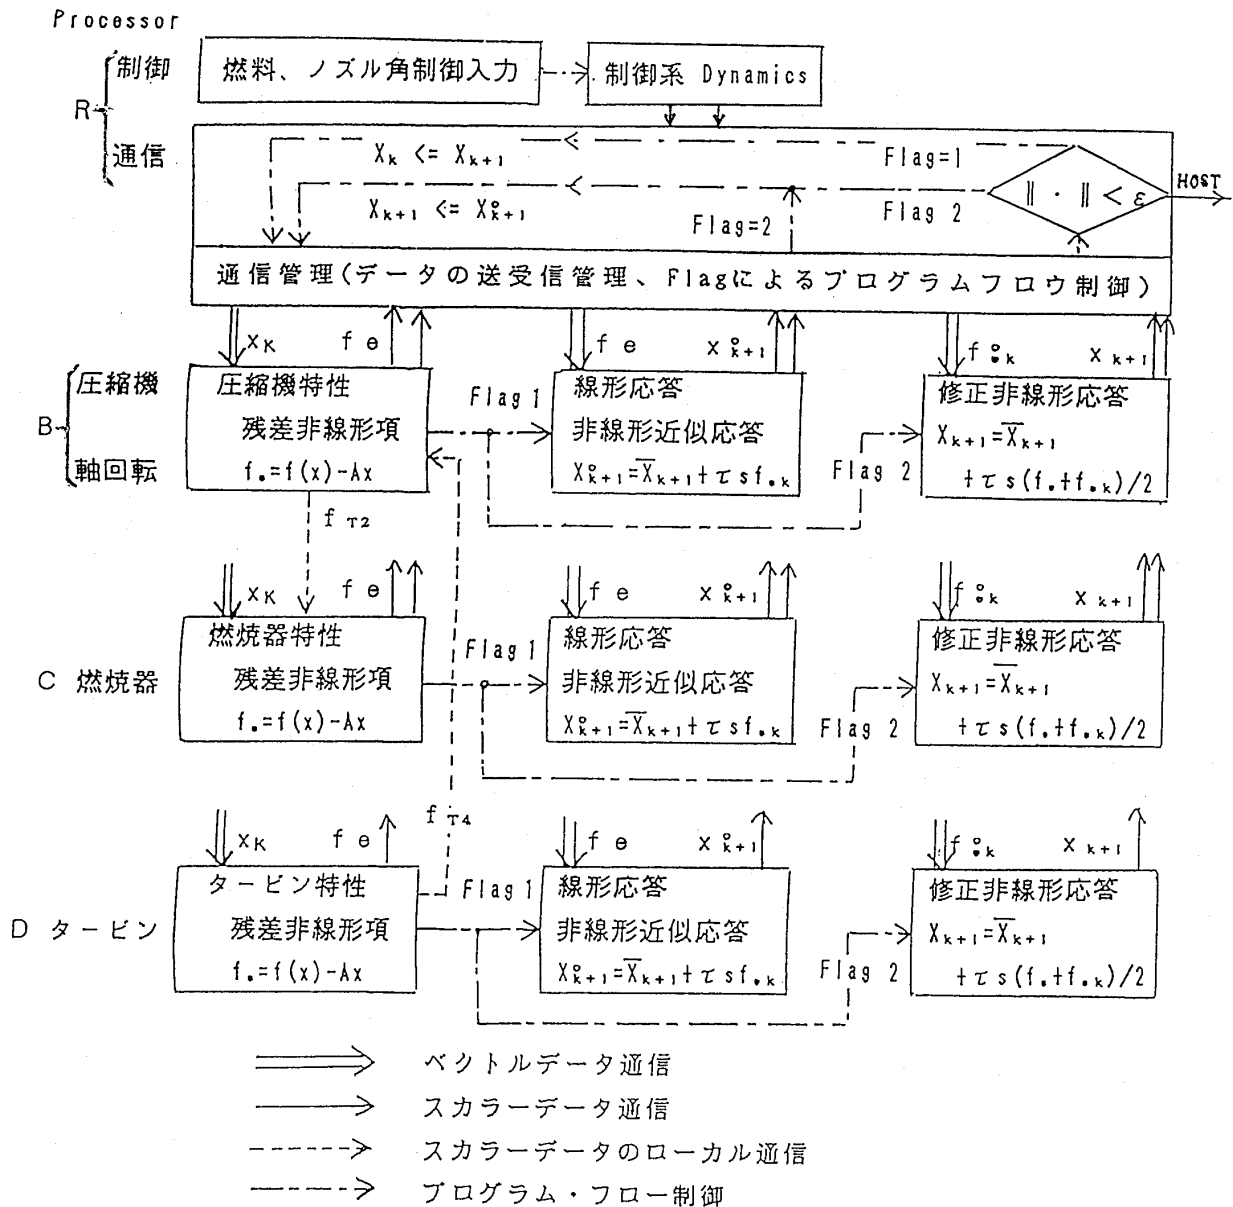 Processor
制御
燃料、ノズル角制御入力
制御系 Dynamics
R
通信
X_k <= X_{k+1}
Flag=1
‖・‖<ε
HOST
X_{k+1} <= X°_{k+1}
Flag=2
Flag 2
通信管理(データの送受信管理、Flagによるプログラムフロウ制御)
x_K
f e
f e
x°_{k+1}
x_{k+1}
B
圧縮機
軸回転
圧縮機特性
残差非線形項
f.=f(x)-Ax
Flag 1
線形応答
非線形近似応答
X°_{k+1}=X̄_{k+1}+τsf._k
Flag 2
修正非線形応答
X_{k+1}=X̄_{k+1}
+τs(f.+f._k)/2
f_{T2}
x_K
f e
f e
x°_{k+1}
x_{k+1}
C 燃焼器
燃焼器特性
残差非線形項
f.=f(x)-Ax
Flag 1
線形応答
非線形近似応答
X°_{k+1}=X̄_{k+1}+τsf._k
Flag 2
修正非線形応答
X_{k+1}=X̄_{k+1}
+τs(f.+f._k)/2
f_{T4}
x_K
f e
f e
x°_{k+1}
x_{k+1}
D タービン
タービン特性
残差非線形項
f.=f(x)-Ax
Flag 1
線形応答
非線形近似応答
X°_{k+1}=X̄_{k+1}+τsf._k
Flag 2
修正非線形応答
X_{k+1}=X̄_{k+1}
+τs(f.+f._k)/2
ベクトルデータ通信
スカラーデータ通信
スカラーデータのローカル通信
プログラム・フロー制御